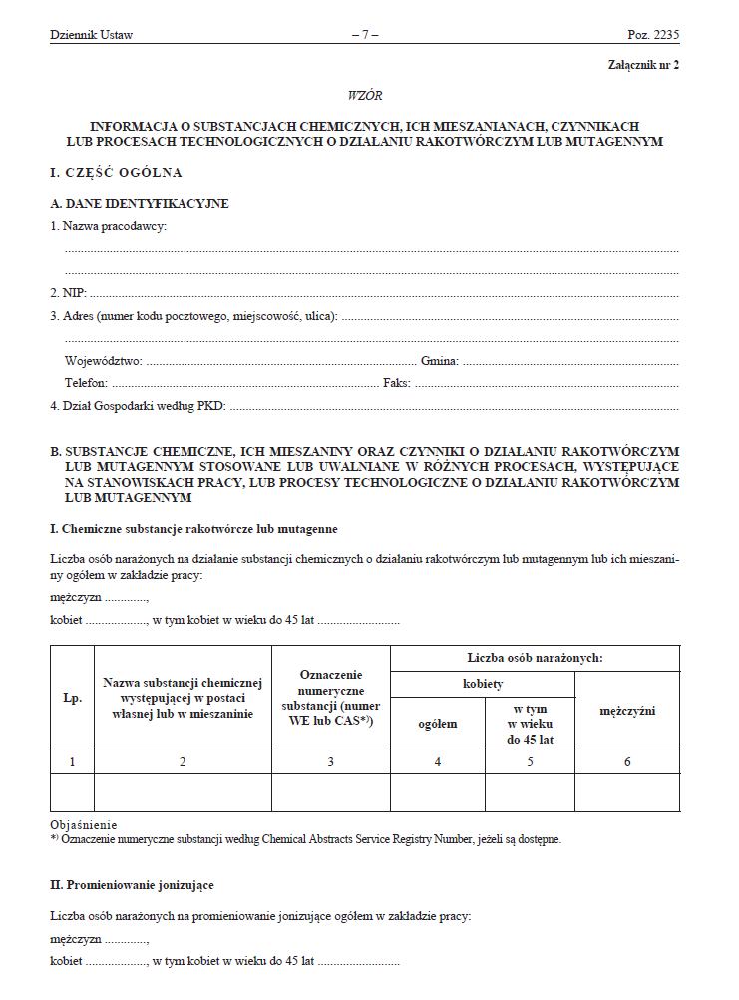 Dziennik Ustaw – 7 – Poz. 2235
Załącznik nr 2
WZÓR
INFORMACJA O SUBSTANCJACH CHEMICZNYCH, ICH MIESZANIANACH, CZYNNIKACH
LUB PROCESACH TECHNOLOGICZNYCH O DZIAŁANIU RAKOTWÓRCZYM LUB MUTAGENNYM
I. CZĘŚĆ OGÓLNA
A. DANE IDENTYFIKACYJNE
1. Nazwa pracodawcy:
..........................................................................................
..........................................................................................
2. NIP: ..........................................................................................
3. Adres (numer kodu pocztowego, miejscowość, ulica): ..........................................................
..........................................................................................
Województwo: .......................................................... Gmina: ..........................................................
Telefon: .......................................................... Faks: ..........................................................
4. Dział Gospodarki według PKD: ..........................................................................................
B. SUBSTANCJE CHEMICZNE, ICH MIESZANINY ORAZ CZYNNIKI O DZIAŁANIU RAKOTWÓRCZYM
LUB MUTAGENNYM STOSOWANE LUB UWALNIANE W RÓŻNYCH PROCESACH, WYSTĘPUJĄCE
NA STANOWISKACH PRACY, LUB PROCESY TECHNOLOGICZNE O DZIAŁANIU RAKOTWÓRCZYM
LUB MUTAGENNYM
I. Chemiczne substancje rakotwórcze lub mutagenne
Liczba osób narażonych na działanie substancji chemicznych o działaniu rakotwórczym lub mutagennym lub ich mieszani-
ny ogółem w zakładzie pracy:
mężczyzn .............,
kobiet ..................., w tym kobiet w wieku do 45 lat ..........................
Lp.
Nazwa substancji chemicznej
występującej w postaci
własnej lub w mieszaninie
Oznaczenie
numeryczne
substancji (numer
WE lub CAS*))
Liczba osób narażonych:
kobiety
ogółem
w tym
w wieku
do 45 lat
mężczyźni
1 2 3 4 5 6
Objaśnienie
*) Oznaczenie numeryczne substancji według Chemical Abstracts Service Registry Number, jeżeli są dostępne.
II. Promieniowanie jonizujące
Liczba osób narażonych na promieniowanie jonizujące ogółem w zakładzie pracy:
mężczyzn .............,
kobiet ..................., w tym kobiet w wieku do 45 lat ..........................